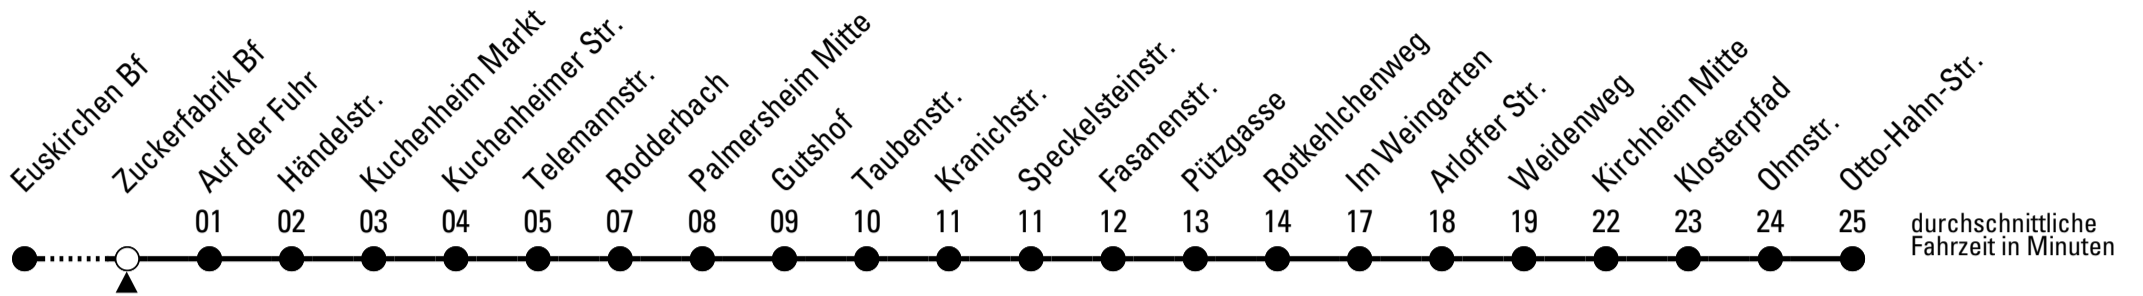 Euskirchen Bf
Zuckerfabrik Bf
Auf der Fuhr
Händelstr.
Kuchenheim Markt
Kuchenheimer Str.
Telemannstr.
Rodderbach
Palmersheim Mitte
Gutshof
Taubenstr.
Kranichstr.
Speckelsteinstr.
Fasanenstr.
Pützgasse
Rotkehlchenweg
Im Weingarten
Arloffer Str.
Weidenweg
Kirchheim Mitte
Klosterpfad
Ohmstr.
Otto-Hahn-Str.
01 02 03 04 05 07 08 09 10 11 11 12 13 14 17 18 19 22 23 24 25
durchschnittliche
Fahrzeit in Minuten